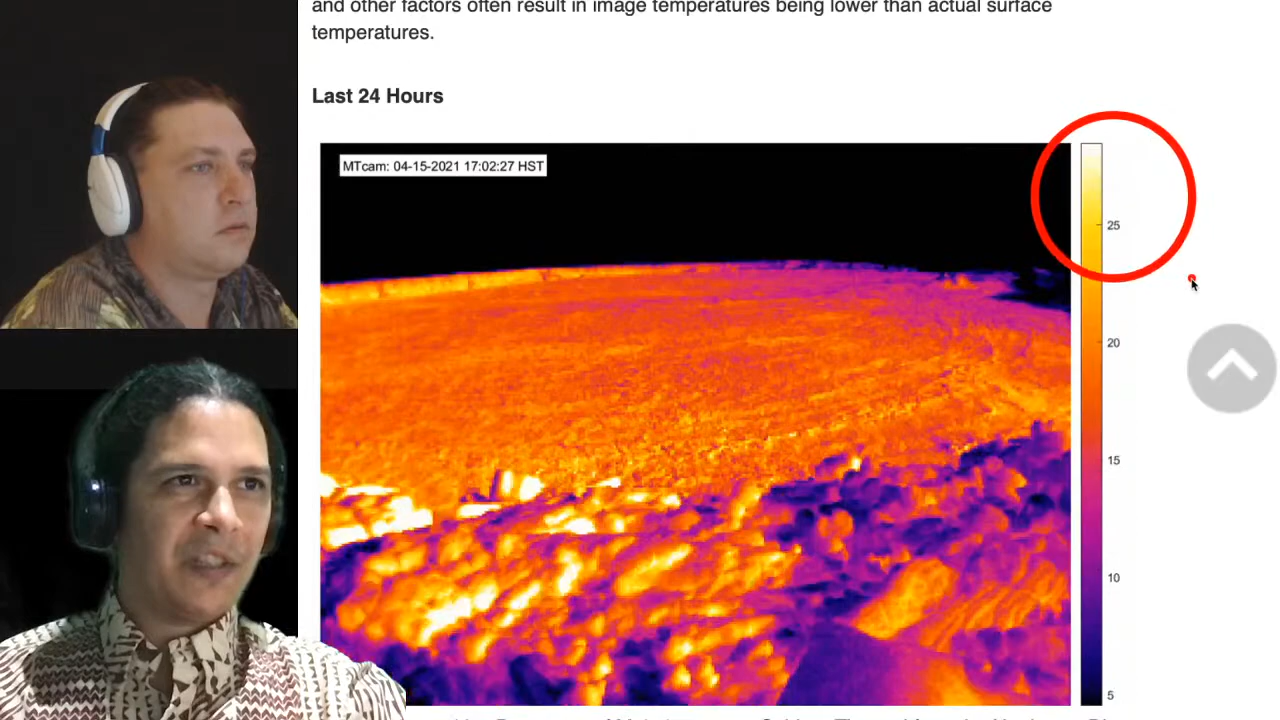 and other factors often result in image temperatures being lower than actual surface
temperatures.
Last 24 Hours
MTcam: 04-15-2021 17:02:27 HST
25
20
15
10
5